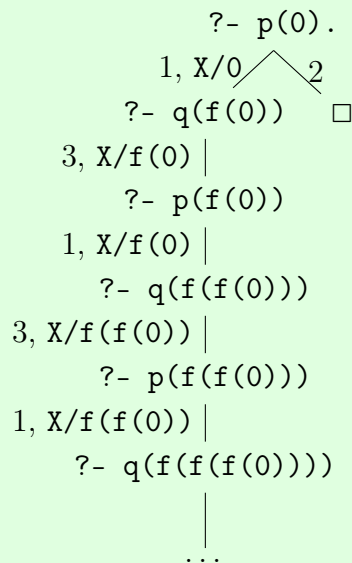 ?- p(0).
1, X/0 2
?- q(f(0)) □
3, X/f(0)
?- p(f(0))
1, X/f(0)
?- q(f(f(0)))
3, X/f(f(0))
?- p(f(f(0)))
1, X/f(f(0))
?- q(f(f(f(0))))
...